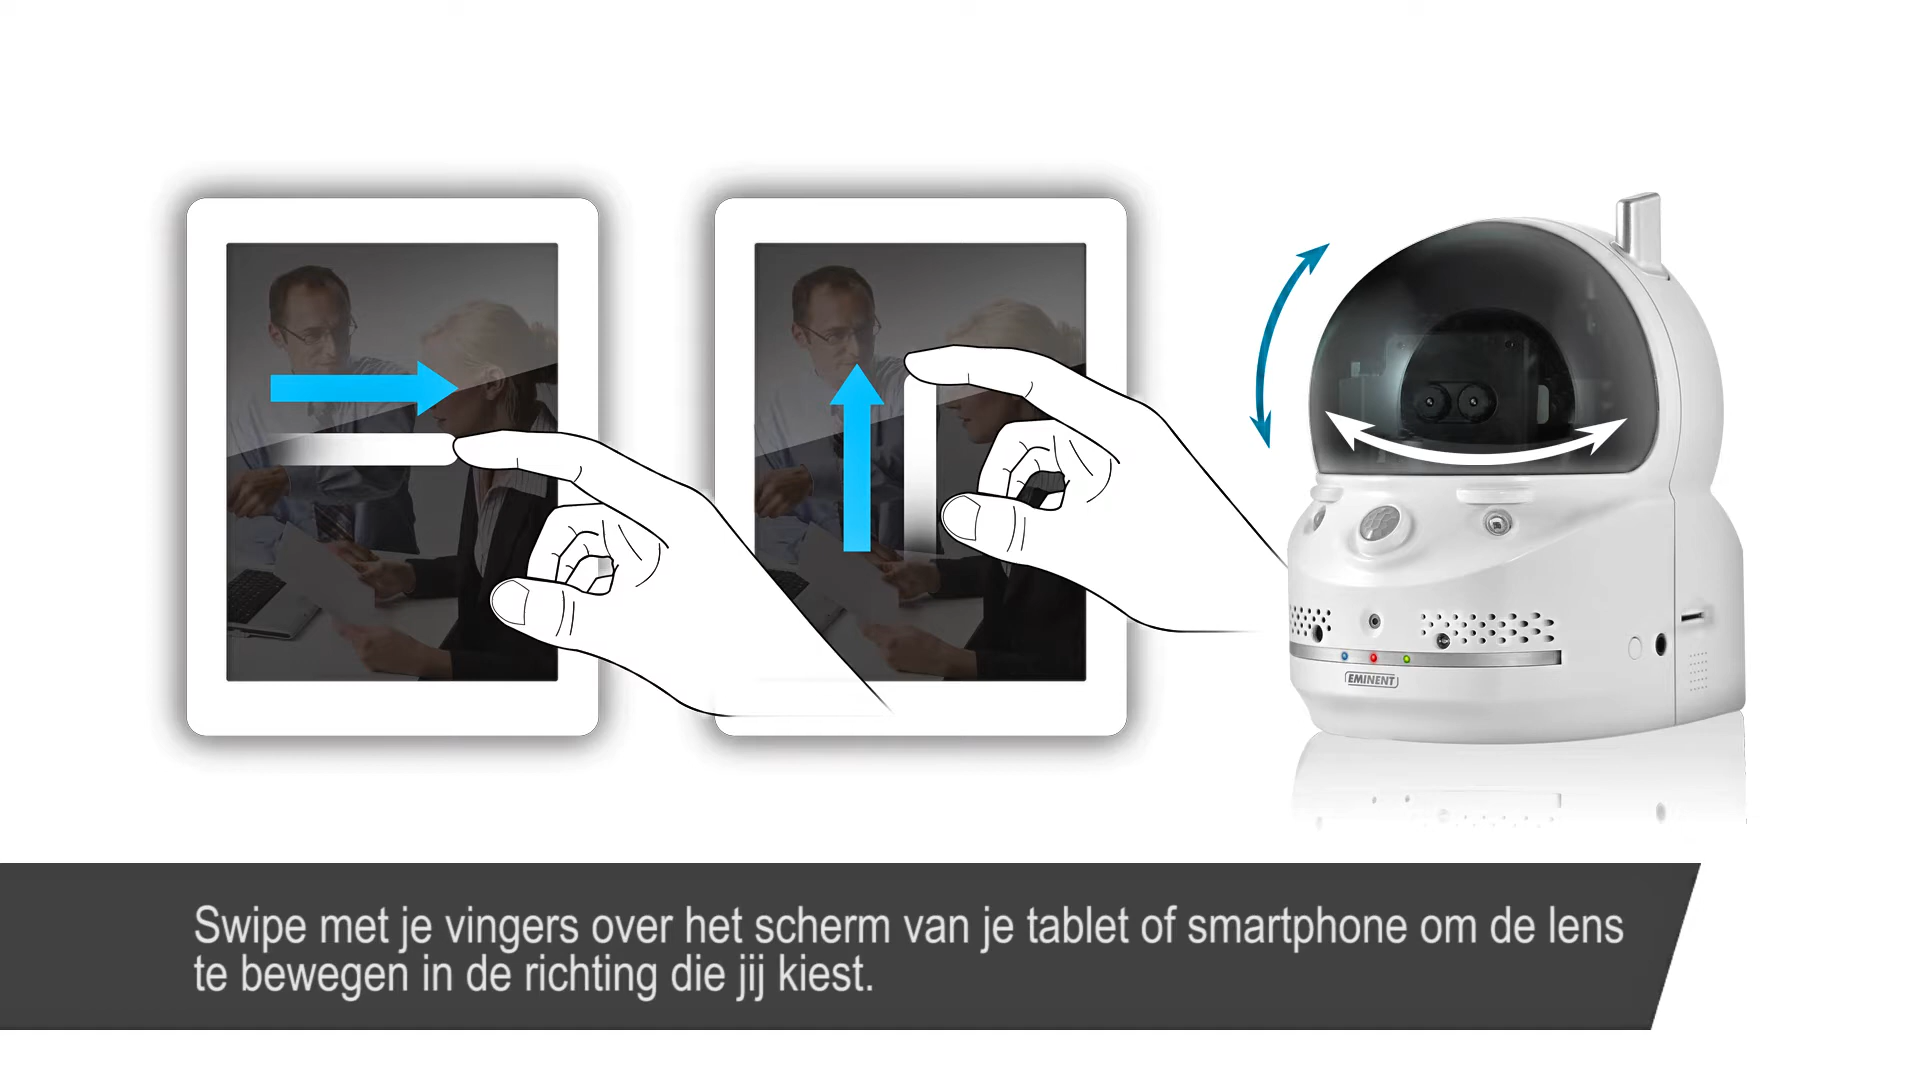 EMINENT
Swipe met je vingers over het scherm van je tablet of smartphone om de lens
te bewegen in de richting die jij kiest.